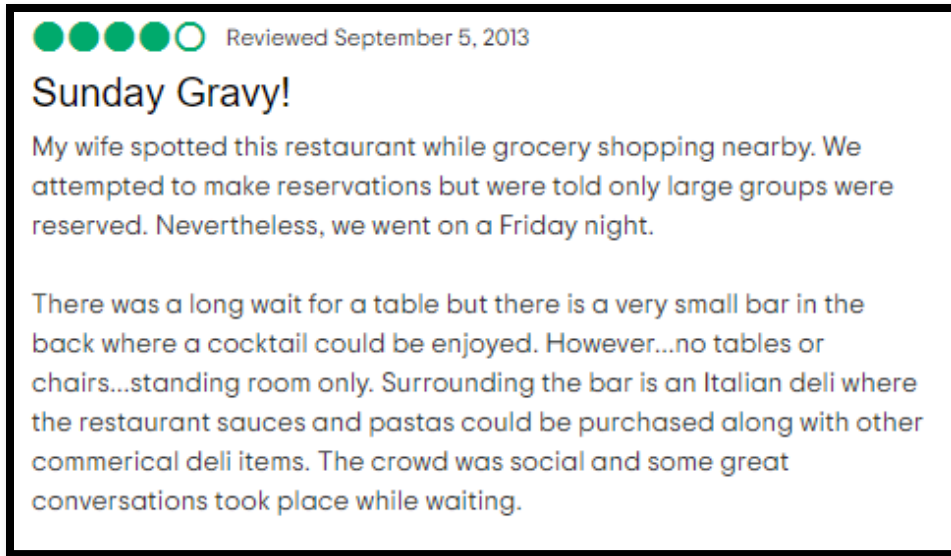 Reviewed September 5, 2013
Sunday Gravy!
My wife spotted this restaurant while grocery shopping nearby. We
attempted to make reservations but were told only large groups were
reserved. Nevertheless, we went on a Friday night.
There was a long wait for a table but there is a very small bar in the
back where a cocktail could be enjoyed. However...no tables or
chairs...standing room only. Surrounding the bar is an Italian deli where
the restaurant sauces and pastas could be purchased along with other
commerical deli items. The crowd was social and some great
conversations took place while waiting.